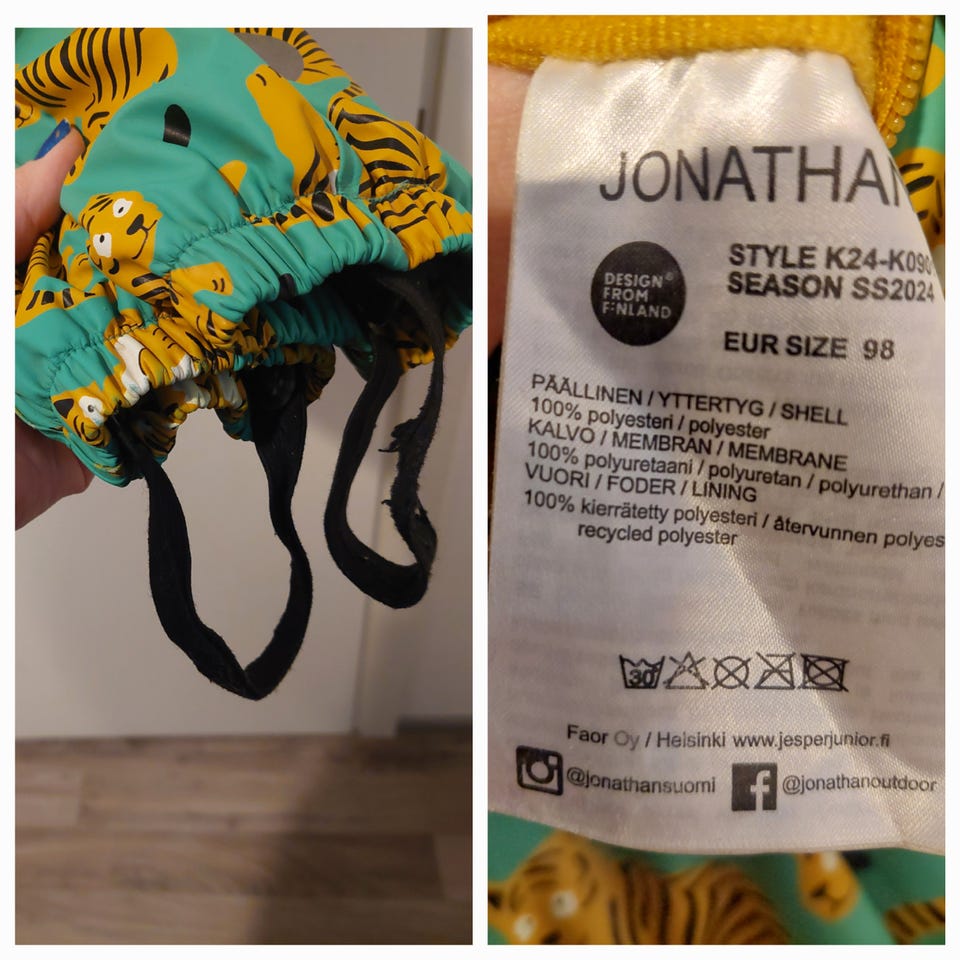 JONATHAN
DESIGN
FROM
FINLAND
STYLE K24-K090
SEASON SS2024
EUR SIZE 98
PÄÄLLINEN / YTTERTYG / SHELL
100% polyesteri / polyester
KALVO / MEMBRAN / MEMBRANE
100% polyuretaani / polyuretan / polyurethan /
VUORI / FODER / LINING
100% kierrätetty polyesteri / återvunnen polyes
recycled polyester
30
Faor Oy / Helsinki www.jesperjunior.fi
@jonathansuomi
@jonathanoutdoor